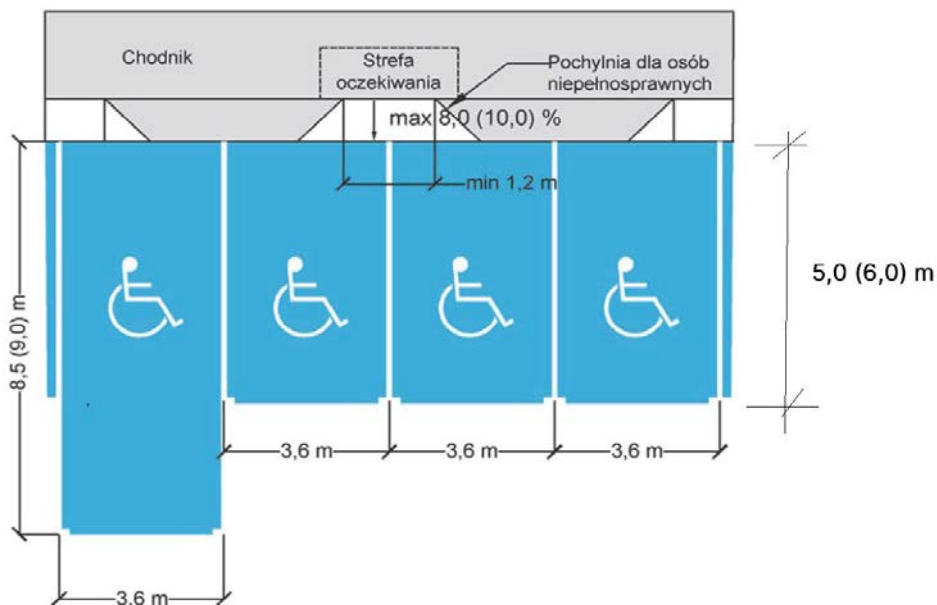 Chodnik
Strefa
oczekiwania
Pochylnia dla osób
niepełnosprawnych
max 8,0 (10,0) %
min 1,2 m
5,0 (6,0) m
8,5 (9,0) m
3,6 m
3,6 m
3,6 m
3,6 m